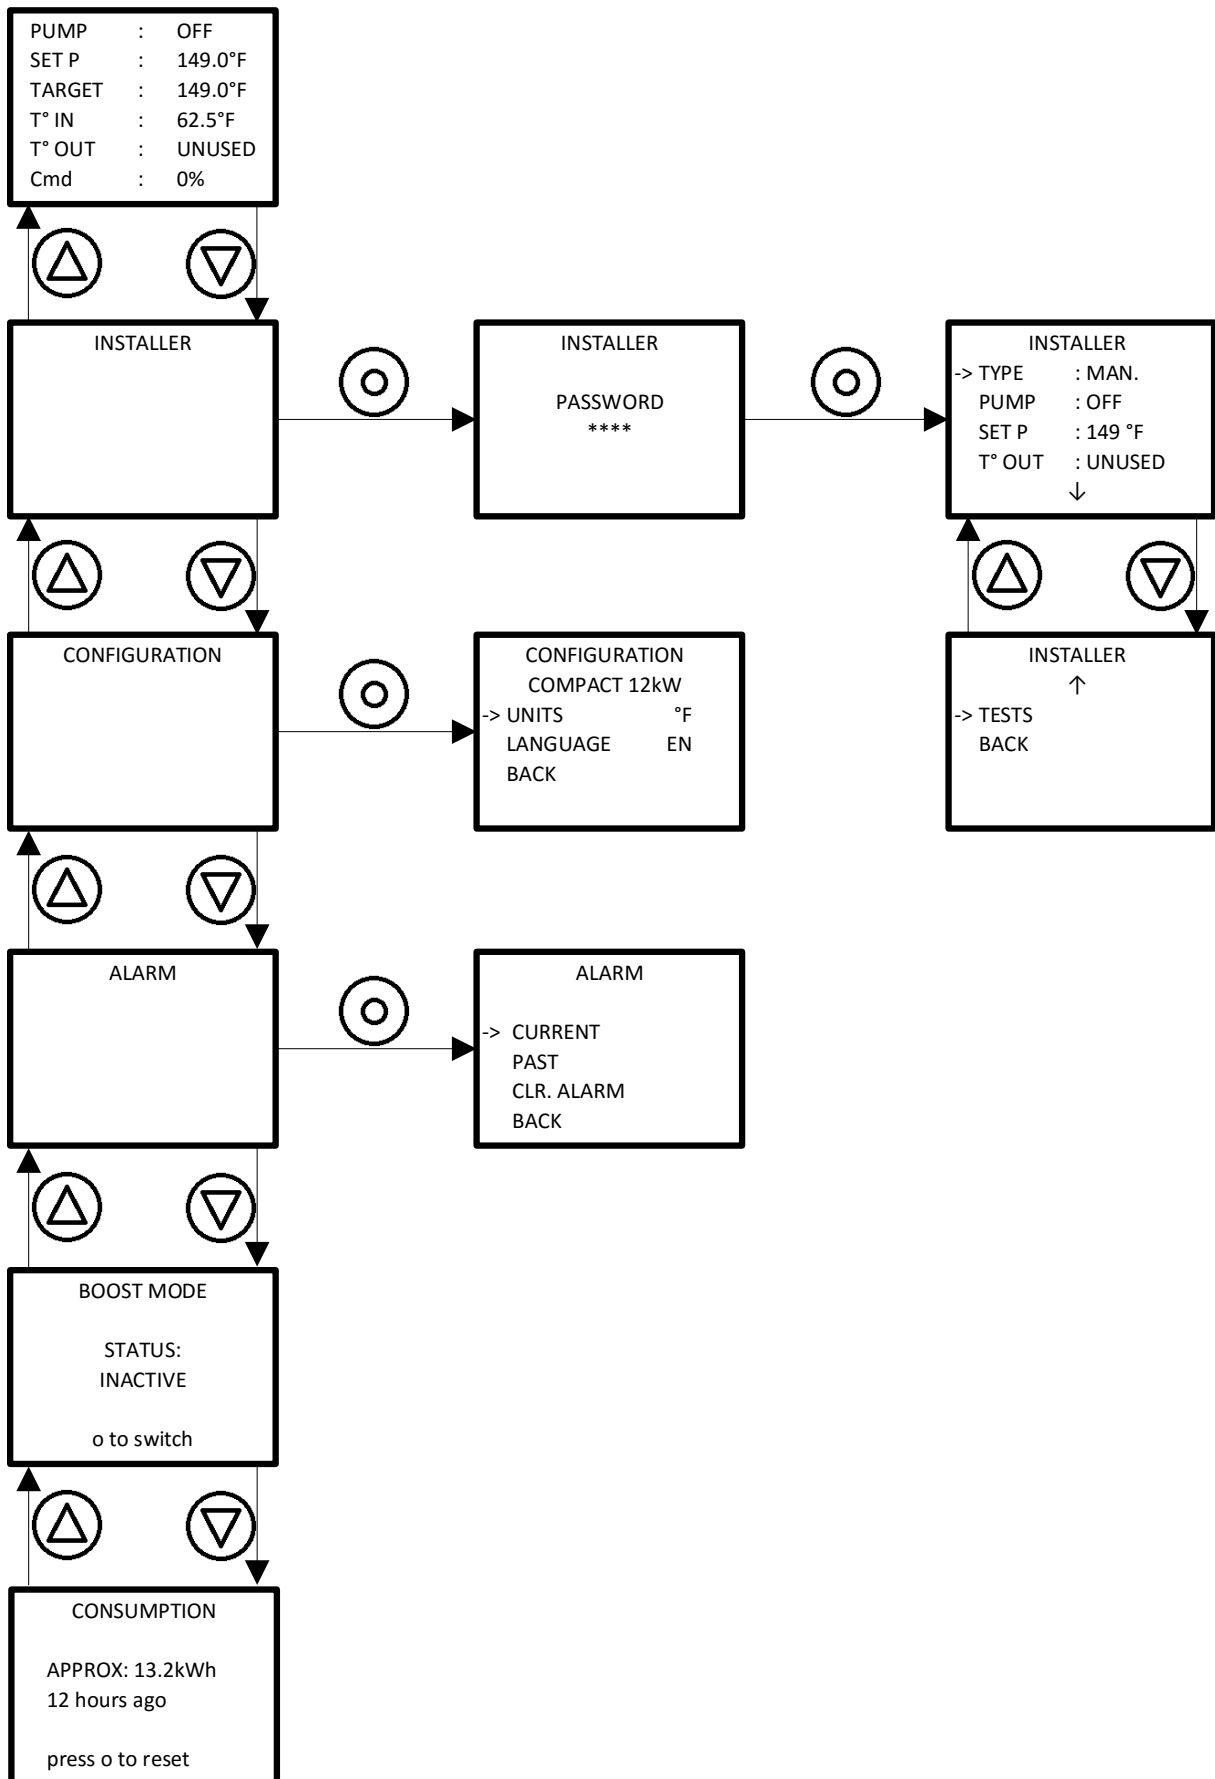 PUMP : OFF
SET P : 149.0°F
TARGET : 149.0°F
T° IN : 62.5°F
T° OUT : UNUSED
Cmd : 0%
INSTALLER
INSTALLER
PASSWORD
****
INSTALLER
-> TYPE : MAN.
PUMP : OFF
SET P : 149 °F
T° OUT : UNUSED
↓
CONFIGURATION
CONFIGURATION
COMPACT 12kW
-> UNITS °F
LANGUAGE EN
BACK
INSTALLER
↑
-> TESTS
BACK
ALARM
ALARM
-> CURRENT
PAST
CLR. ALARM
BACK
BOOST MODE
STATUS:
INACTIVE
o to switch
CONSUMPTION
APPROX: 13.2kWh
12 hours ago
press o to reset